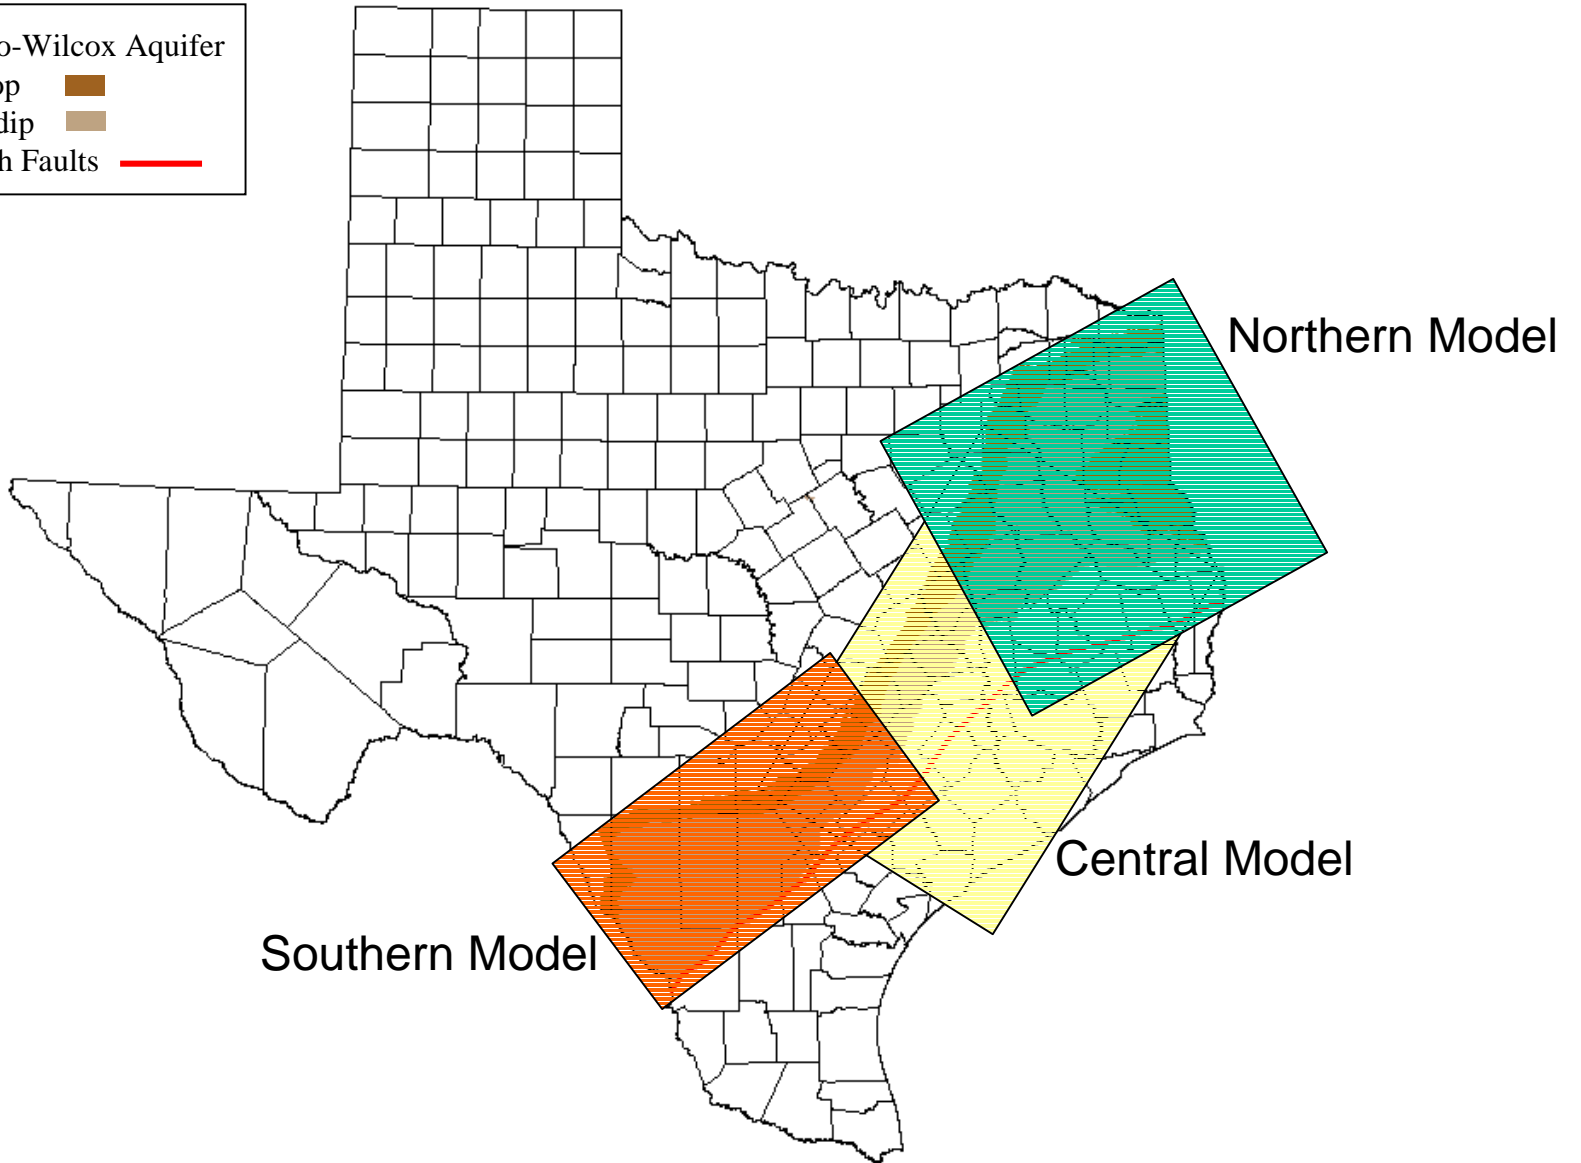 o-Wilcox Aquifer
op
dip
h Faults
Northern Model
Central Model
Southern Model